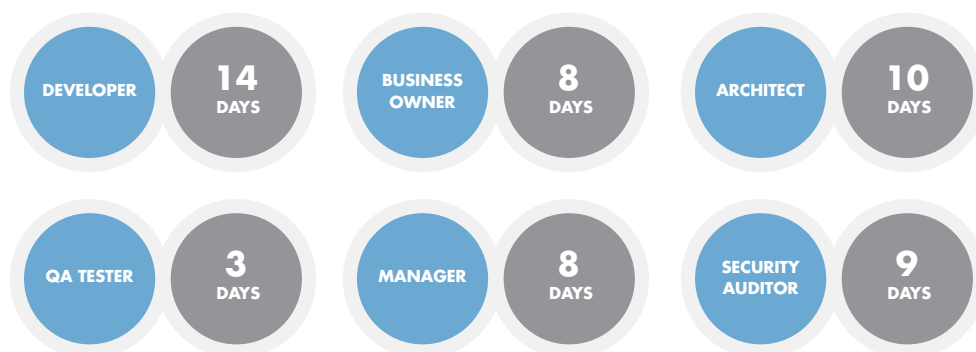 DEVELOPER
14
DAYS
BUSINESS
OWNER
8
DAYS
ARCHITECT
10
DAYS
QA TESTER
3
DAYS
MANAGER
8
DAYS
SECURITY
AUDITOR
9
DAYS